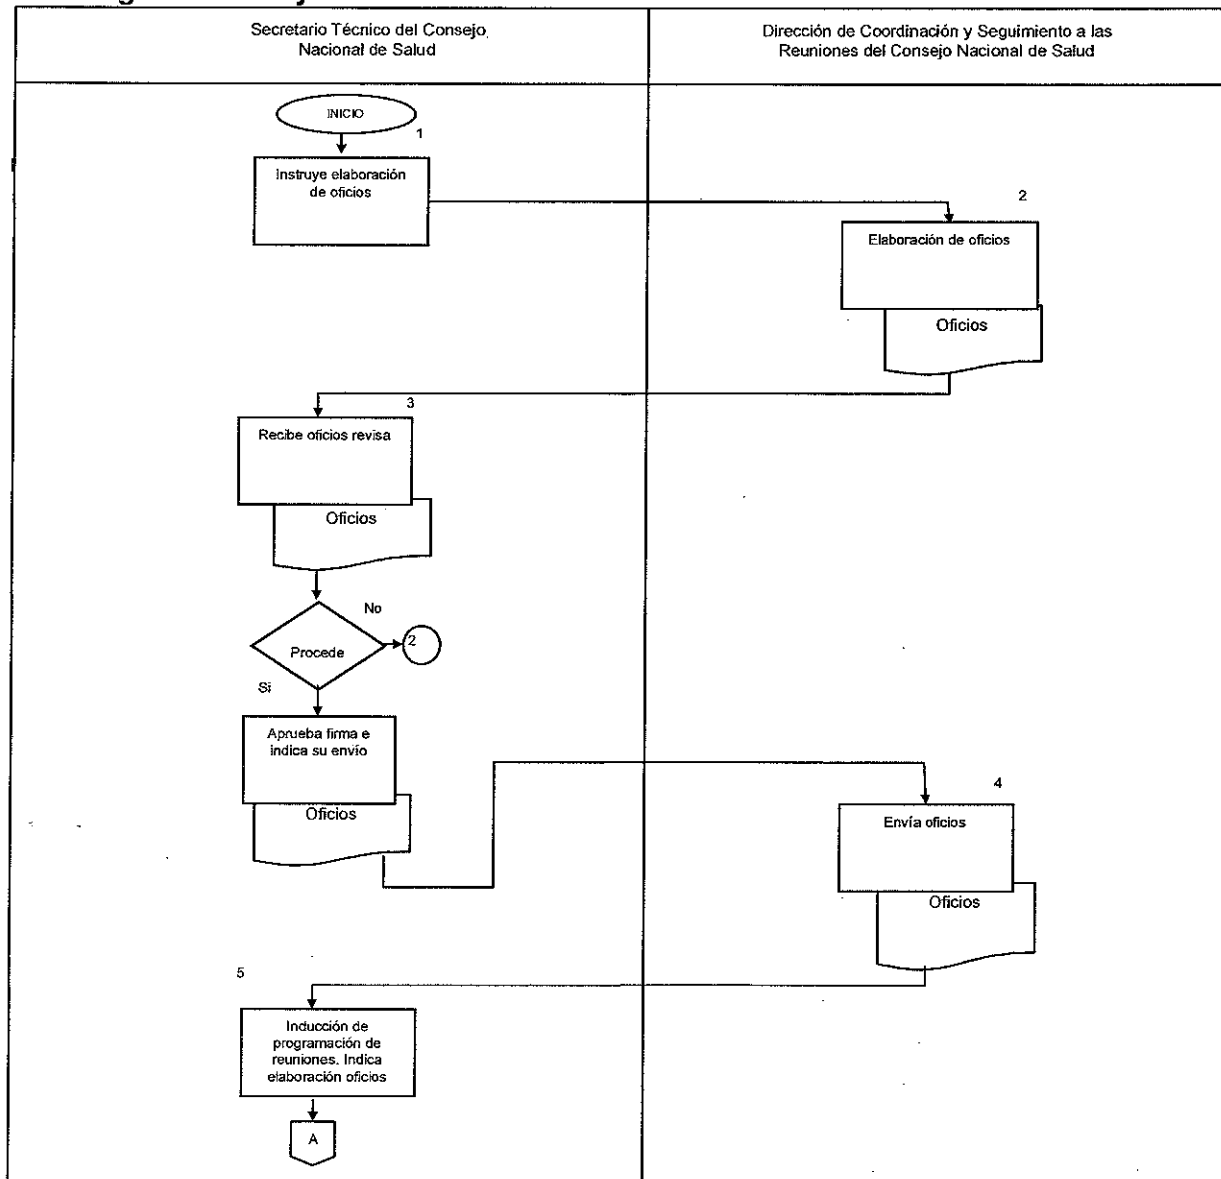 Secretario Técnico del Consejo
Nacional de Salud
Dirección de Coordinación y Seguimiento a las
Reuniones del Consejo Nacional de Salud
INICIO
1
Instruye elaboración
de oficios
2
Elaboración de oficios
Oficios
3
Recibe oficios revisa
Oficios
No
Procede
2
Si
Aprueba firma e
indica su envío
Oficios
4
Envía oficios
Oficios
5
Inducción de
programación de
reuniones. Indica
elaboración oficios
A